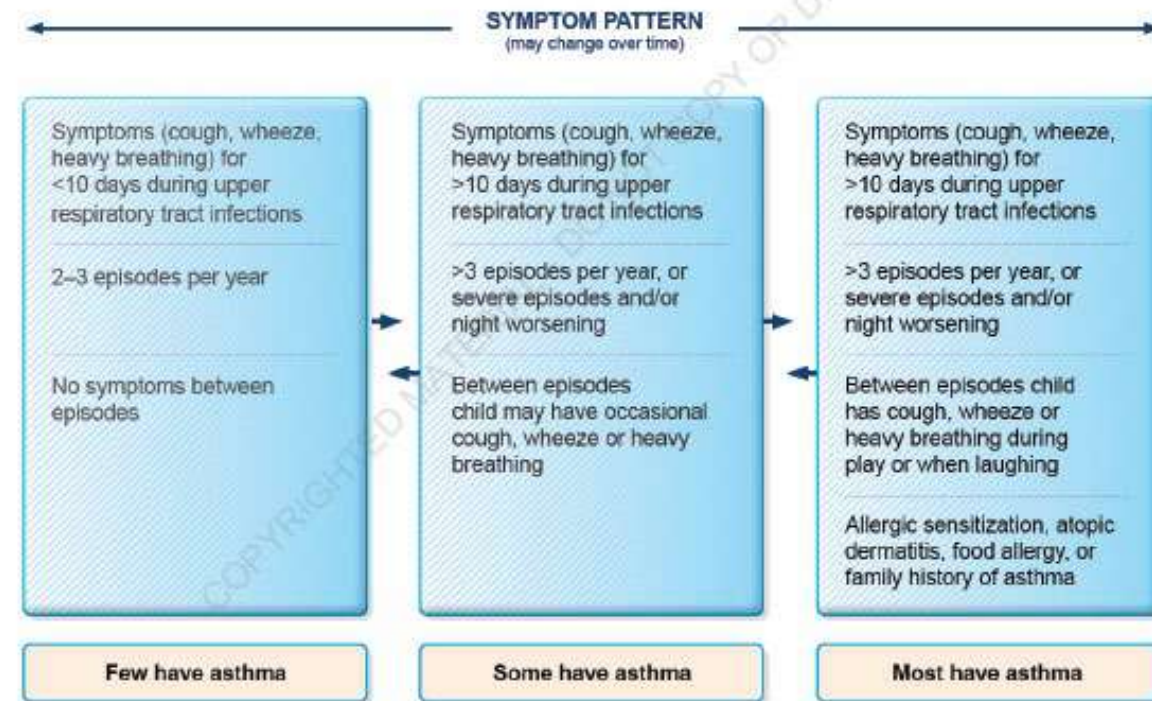 SYMPTOM PATTERN
(may change over time)
Symptoms (cough, wheeze,
heavy breathing) for
<10 days during upper
respiratory tract infections
2–3 episodes per year
No symptoms between
episodes
Few have asthma
Symptoms (cough, wheeze,
heavy breathing) for
>10 days during upper
respiratory tract infections
>3 episodes per year, or
severe episodes and/or
night worsening
Between episodes
child may have occasional
cough, wheeze or heavy
breathing
Some have asthma
Symptoms (cough, wheeze,
heavy breathing) for
>10 days during upper
respiratory tract infections
>3 episodes per year, or
severe episodes and/or
night worsening
Between episodes child
has cough, wheeze or
heavy breathing during
play or when laughing
Allergic sensitization, atopic
dermatitis, food allergy, or
family history of asthma
Most have asthma
COPYRIGHTED COPY OR